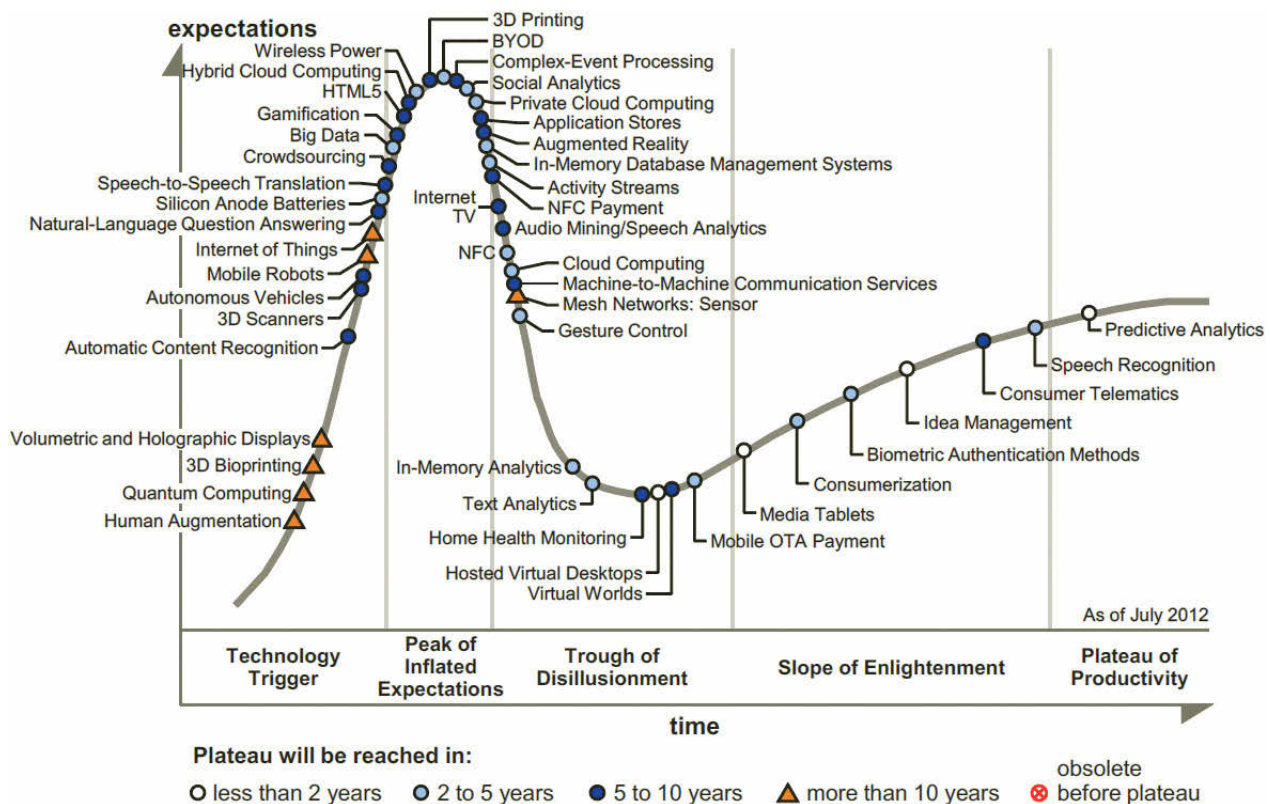 expectations
3D Printing
BYOD
Wireless Power
Complex-Event Processing
Hybrid Cloud Computing
Social Analytics
HTML5
Private Cloud Computing
Gamification
Application Stores
Big Data
Augmented Reality
Crowdsourcing
In-Memory Database Management Systems
Speech-to-Speech Translation
Activity Streams
Silicon Anode Batteries
NFC Payment
Natural-Language Question Answering
Internet
TV
Audio Mining/Speech Analytics
Internet of Things
NFC
Cloud Computing
Mobile Robots
Machine-to-Machine Communication Services
Autonomous Vehicles
Mesh Networks: Sensor
3D Scanners
Gesture Control
Automatic Content Recognition
Predictive Analytics
Speech Recognition
Consumer Telematics
Idea Management
Volumetric and Holographic Displays
Biometric Authentication Methods
3D Bioprinting
In-Memory Analytics
Consumerization
Quantum Computing
Text Analytics
Media Tablets
Human Augmentation
Home Health Monitoring
Mobile OTA Payment
Hosted Virtual Desktops
Virtual Worlds
As of July 2012
Technology
Trigger
Peak of
Inflated
Expectations
Trough of
Disillusionment
Slope of Enlightenment
Plateau of
Productivity
time
Plateau will be reached in:
less than 2 years
2 to 5 years
5 to 10 years
more than 10 years
obsolete
before plateau